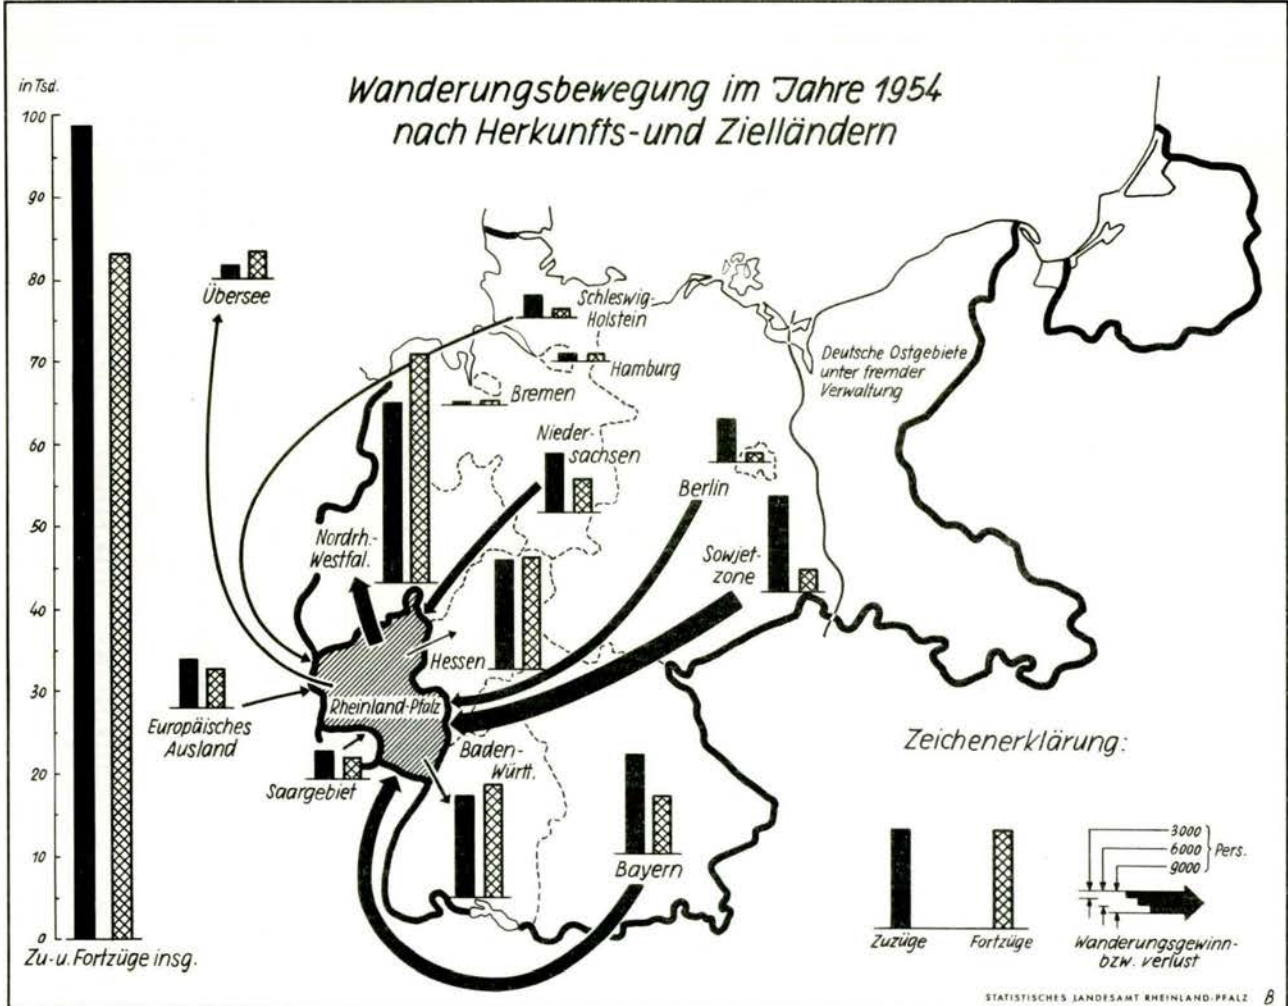 Wanderungsbewegung im Jahre 1954
nach Herkunfts- und Zielländern
in Tsd.
100
90
80
70
60
50
40
30
20
10
0
Zu- u. Fortzüge insg.
Übersee
Schleswig-
Holstein
Hamburg
Bremen
Nieder-
sachsen
Berlin
Deutsche Ostgebiete
unter fremder
Verwaltung
Nordrh.
Westfal.
Sowjet-
zone
Hessen
Rheinland-Pfalz
Europäisches
Ausland
Saargebiet
Baden-
Württ.
Bayern
Zeichenerklärung:
Zuzüge
Fortzüge
3000
6000 Pers.
9000
Wanderungsgewinn-
bzw. verlust
STATISTISCHES LANDESAMT RHEINLAND-PFALZ B